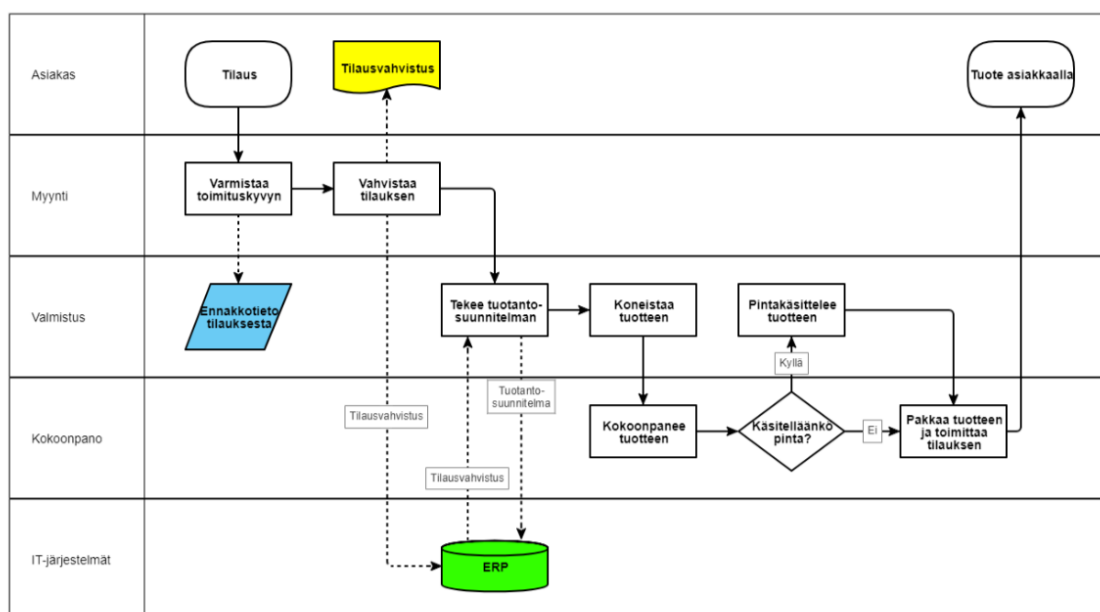 Asiakas
Tilaus
Tilausvahvistus
Tuote asiakkaalla
Myynti
Varmistaa
toimituskyvyn
Vahvistaa
tilauksen
Valmistus
Ennakkotieto
tilauksesta
Tekee tuotanto-
suunnitelman
Koneistaa
tuotteen
Pintakäsittelee
tuotteen
Kyllä
Kokoonpano
Tilausvahvistus
Tuotanto-
suunnitelma
Tilausvahvistus
Kokoonpanee
tuotteen
Käsitelläänkö
pinta?
Ei
Pakkaa tuotteen
ja toimittaa
tilauksen
IT-järjestelmät
ERP